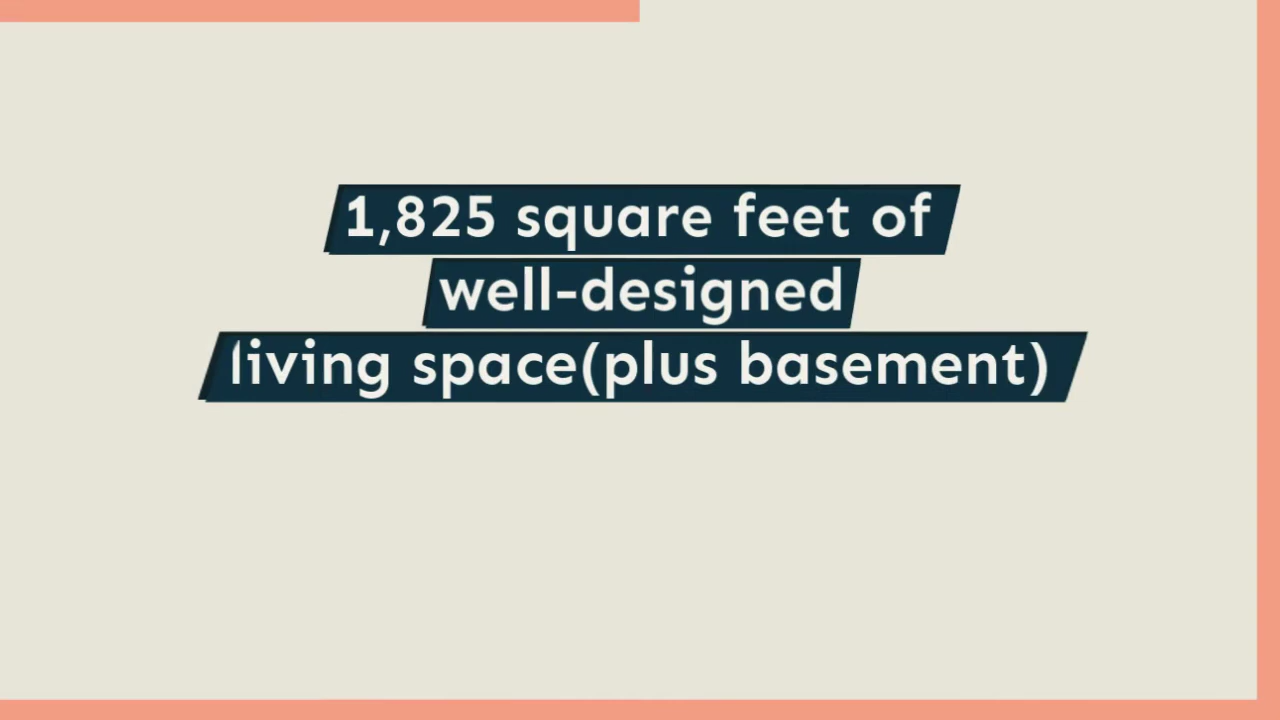 1,825 square feet of
well-designed
living space(plus basement)